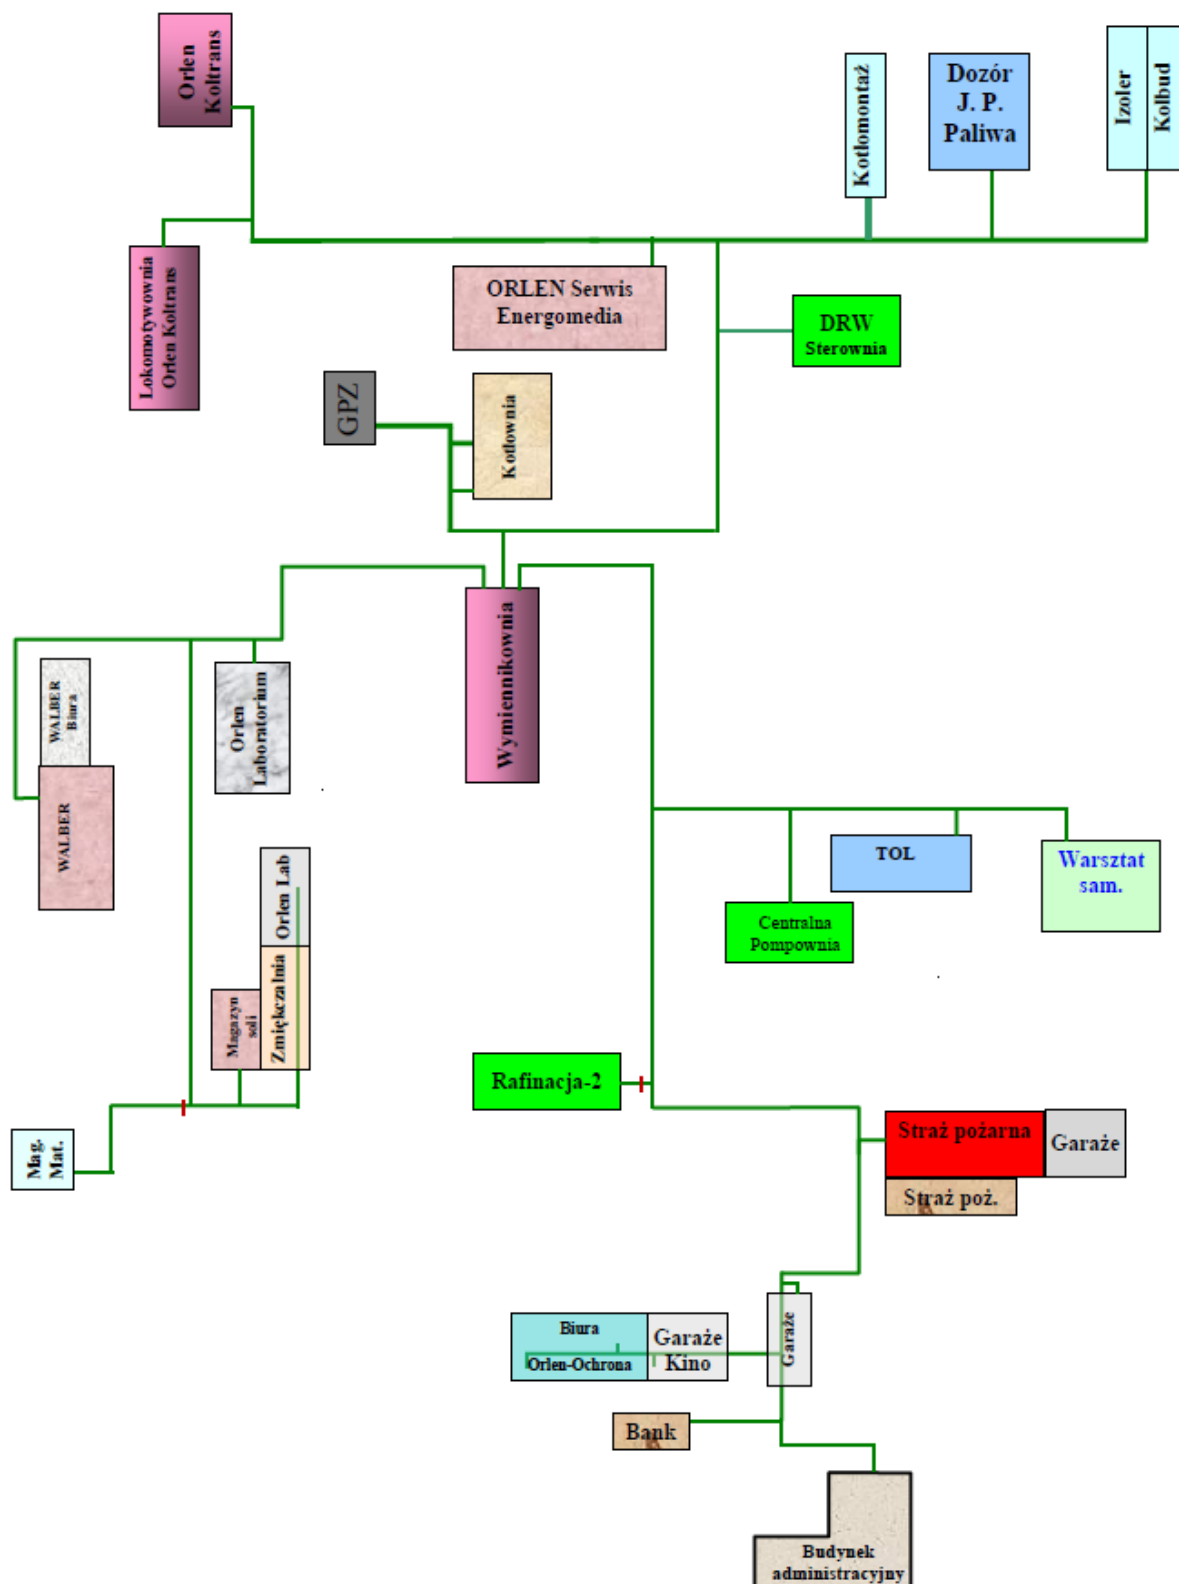 Orlen
Koltrans
Kotłomontaż
Dozór
J. P.
Paliwa
Izoler
Kolbud
Lokomotywownia
Orlen Koltrans
ORLEN Serwis
Energomedia
DRW
Sterownia
GPZ
Kotłownia
Wymiennikownia
WALBER
Biura
WALBER
Orlen
Laboratorium
Orlen Lab
Zmiękczalnia
Magazyn
soli
Mag.
Mat.
TOL
Warsztat
sam.
Centralna
Pompownia
Rafinacja-2
Straż pożarna
Garaże
Straż poż.
Biura
Orlen-Ochrona
Garaże
Kino
Garaże
Bank
Budynek
administracyjny